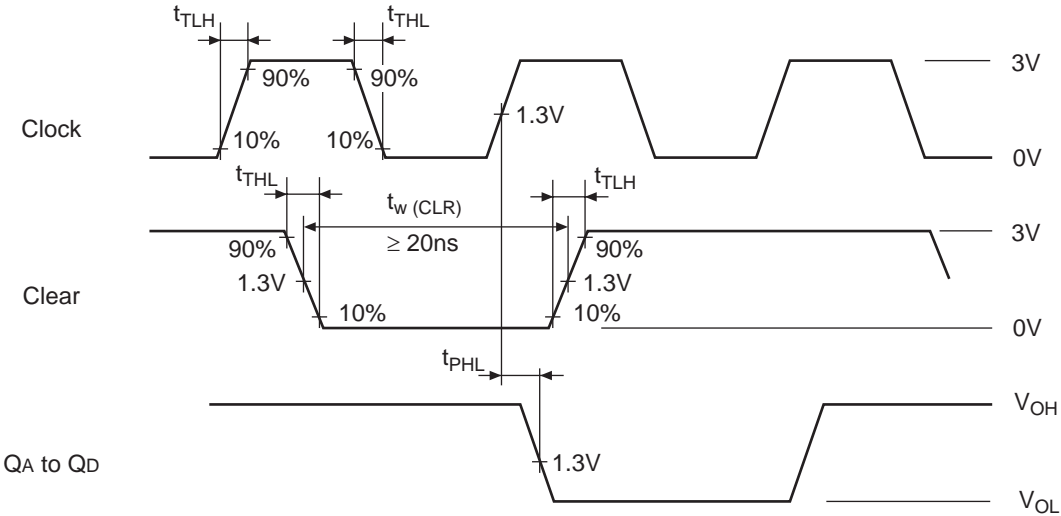 tTLH tTHL
90% 90% 3V
Clock 1.3V
10% 10% 0V
tTHL tw (CLR) tTLH
≥ 20ns
90% 90% 3V
1.3V 1.3V
Clear
10% 10% 0V
tPHL
VOH
QA to QD 1.3V
VOL